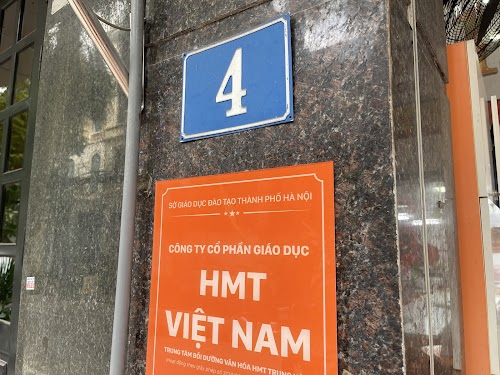 4
SỞ GIÁO DỤC ĐÀO TẠO THÀNH PHỐ HÀ NỘI
CÔNG TY CỔ PHẦN GIÁO DỤC
HMT
VIỆT NAM
TRUNG TÂM BỒI DƯỠNG VĂN HÓA HMT TRUNG